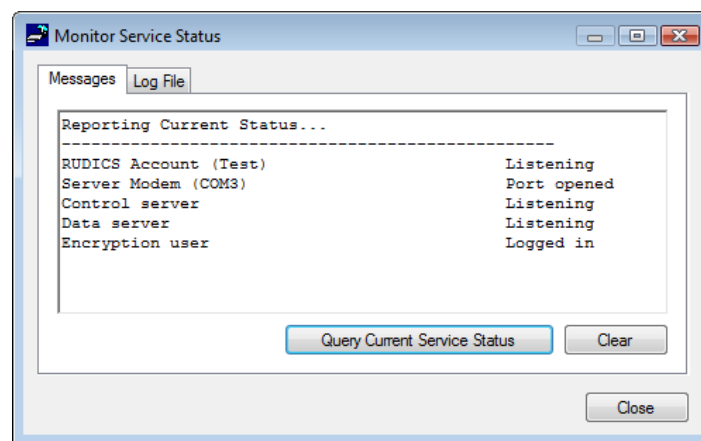 Monitor Service Status
Messages Log File
Reporting Current Status...
--------------------------------------------------
RUDICS Account (Test) Listening
Server Modem (COM3) Port opened
Control server Listening
Data server Listening
Encryption user Logged in
Query Current Service Status Clear
Close